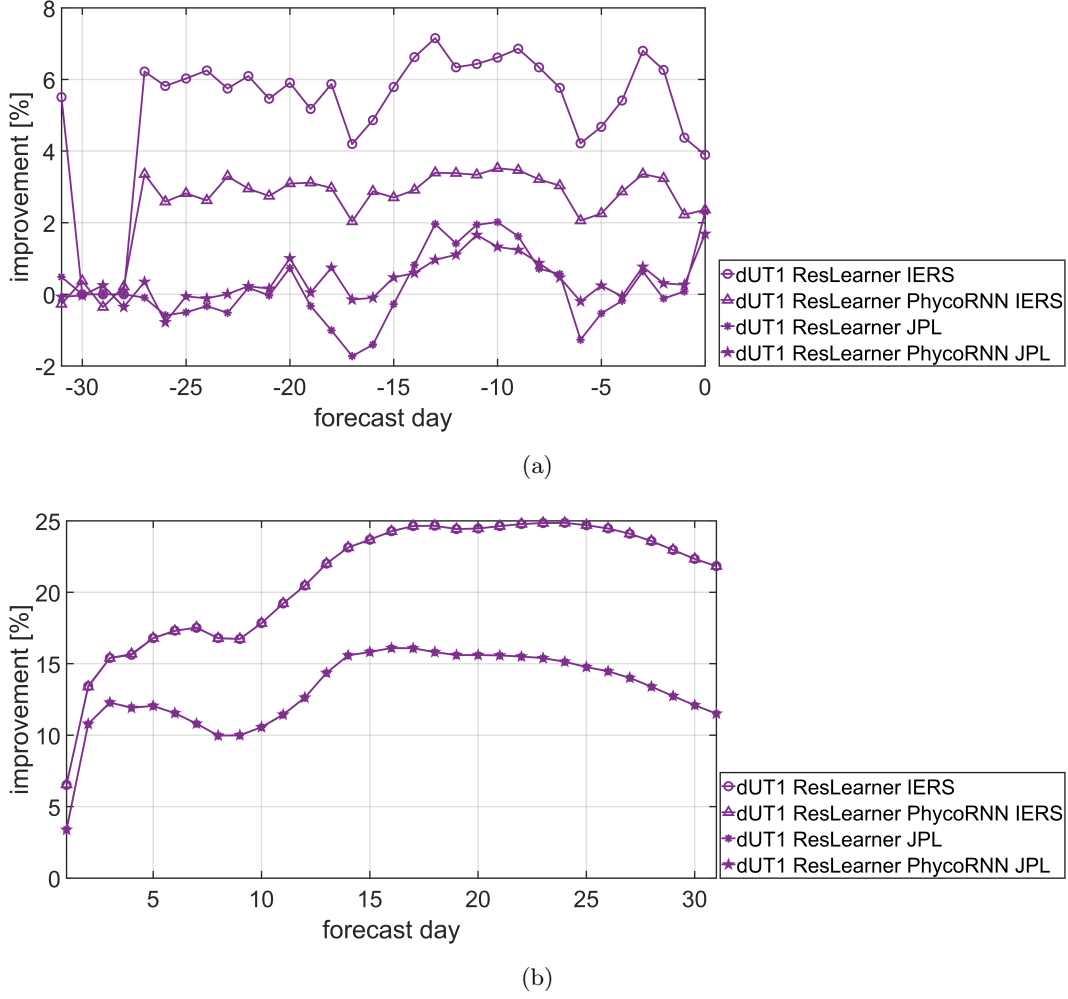 8
6
4
2
0
-2
improvement [%]
-30
-25
-20
-15
-10
-5
0
forecast day
dUT1 ResLearner IERS
dUT1 ResLearner PhycoRNN IERS
dUT1 ResLearner JPL
dUT1 ResLearner PhycoRNN JPL
(a)
25
20
15
10
5
0
improvement [%]
5
10
15
20
25
30
forecast day
dUT1 ResLearner IERS
dUT1 ResLearner PhycoRNN IERS
dUT1 ResLearner JPL
dUT1 ResLearner PhycoRNN JPL
(b)